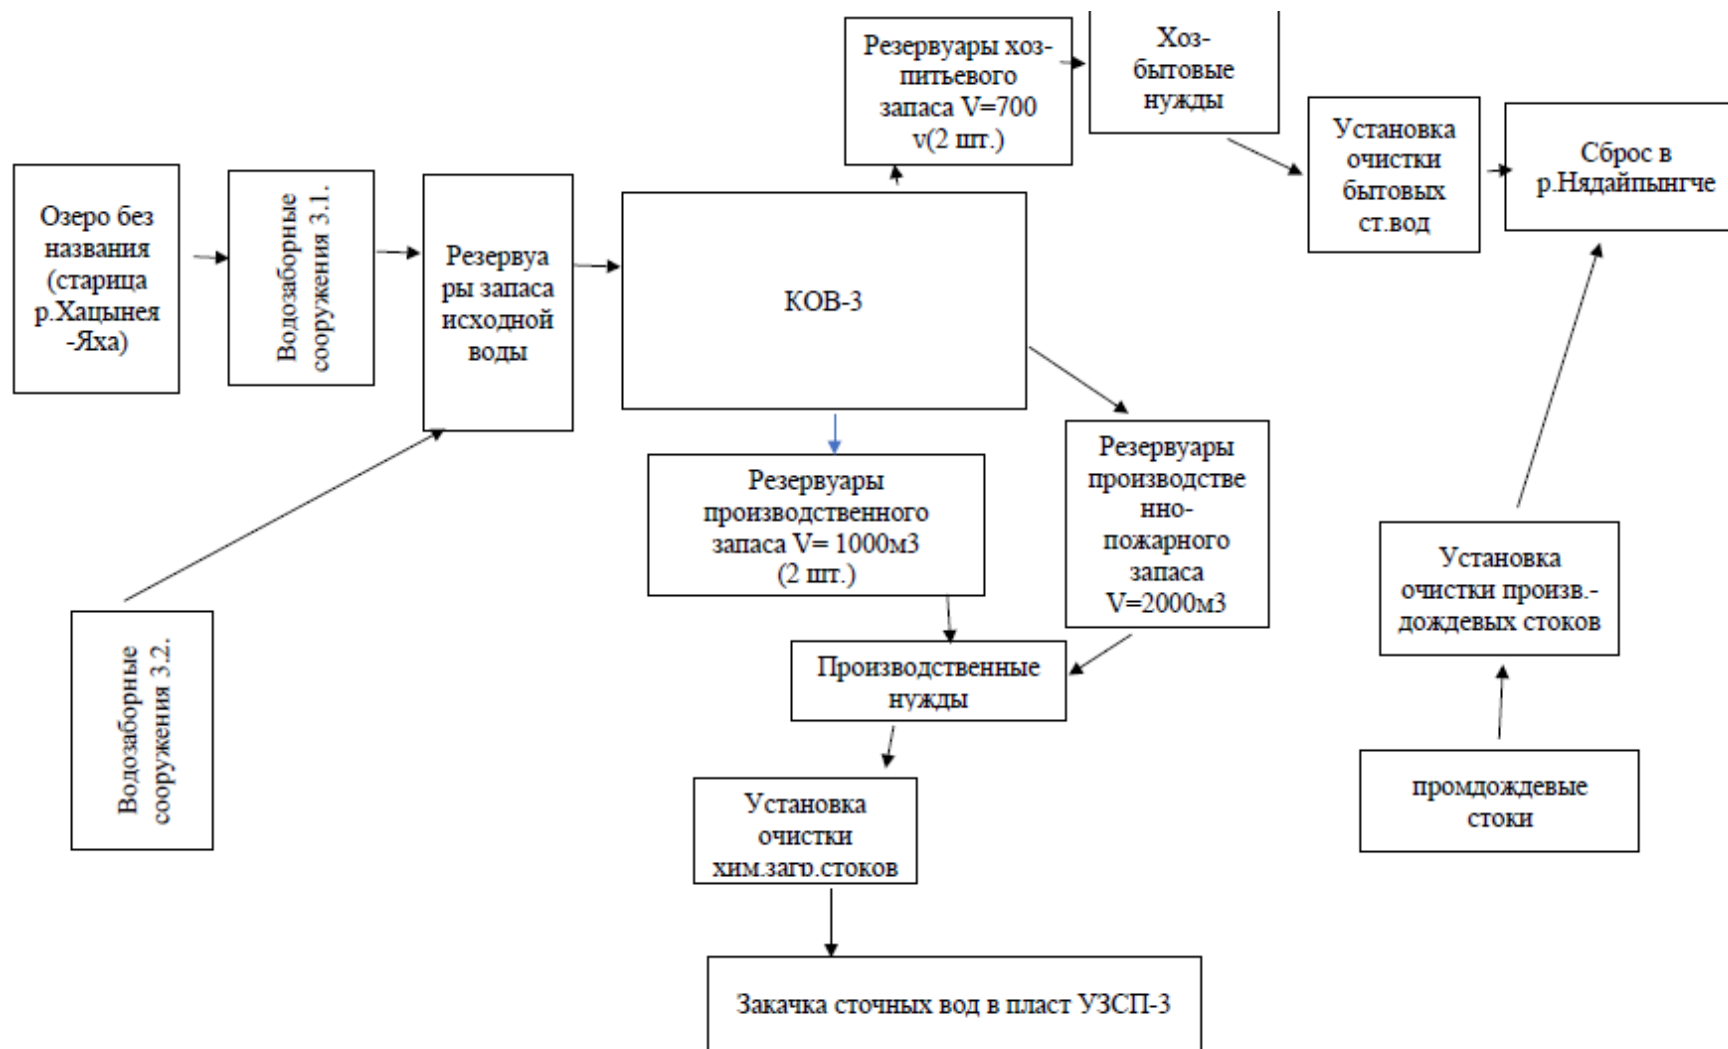 Резервуары хоз-
питьевого
запаса V=700
v(2 шт.)
Хоз-
бытовые
нужды
Установка
очистки
бытовых
ст.вод
Сброс в
р.Нядайпынгче
Озеро без
названия
(старица
р.Хацынея
-Яха)
Водозаборные
сооружения 3.1.
Резервуа
ры запаса
исходной
воды
КОВ-3
Резервуары
производственного
запаса V= 1000м3
(2 шт.)
Резервуары
производстве
нно-
пожарного
запаса
V=2000м3
Установка
очистки произв.-
дождевых стоков
Водозаборные
сооружения 3.2.
Производственные
нужды
промдождевые
стоки
Установка
очистки
хим.загр.стоков
Закачка сточных вод в пласт УЗСП-3